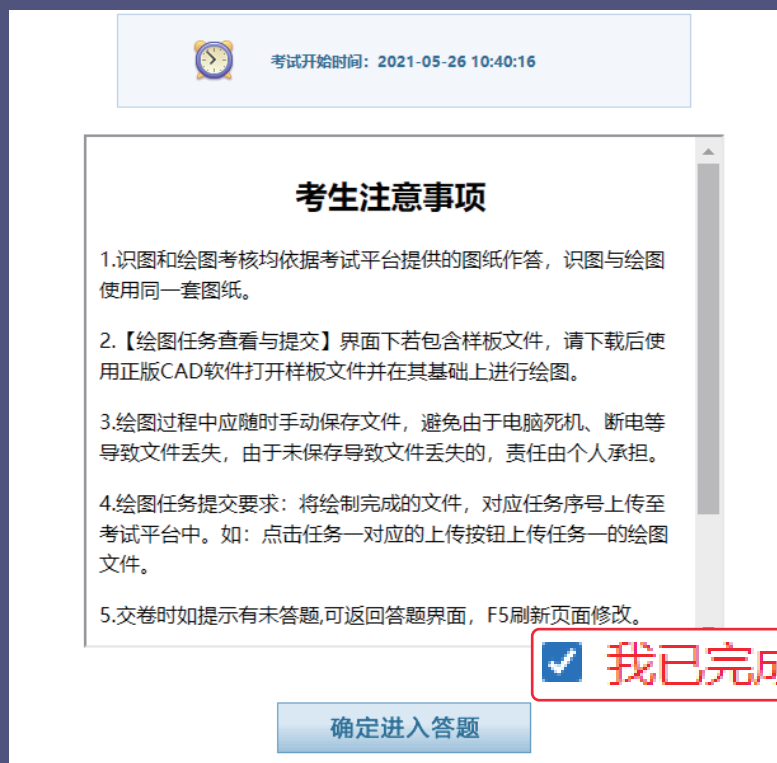 考试开始时间：2021-05-26 10:40:16
考生注意事项
1.识图和绘图考核均依据考试平台提供的图纸作答，识图与绘图
使用同一套图纸。
2.【绘图任务查看与提交】界面下若包含样板文件，请下载后使
用正版CAD软件打开样板文件并在其基础上进行绘图。
3.绘图过程中应随时手动保存文件，避免由于电脑死机、断电等
导致文件丢失，由于未保存导致文件丢失的，责任由个人承担。
4.绘图任务提交要求：将绘制完成的文件，对应任务序号上传至
考试平台中。如：点击任务一对应的上传按钮上传任务一的绘图
文件。
5.交卷时如提示有未答题,可返回答题界面，F5刷新页面修改。
我已完成
确定进入答题